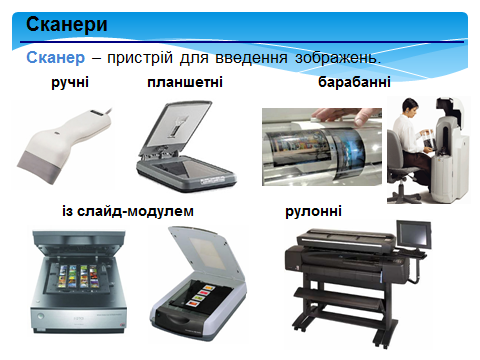 Сканери
Сканер – пристрій для введення зображень.
ручні планшетні барабанні
із слайд-модулем рулонні